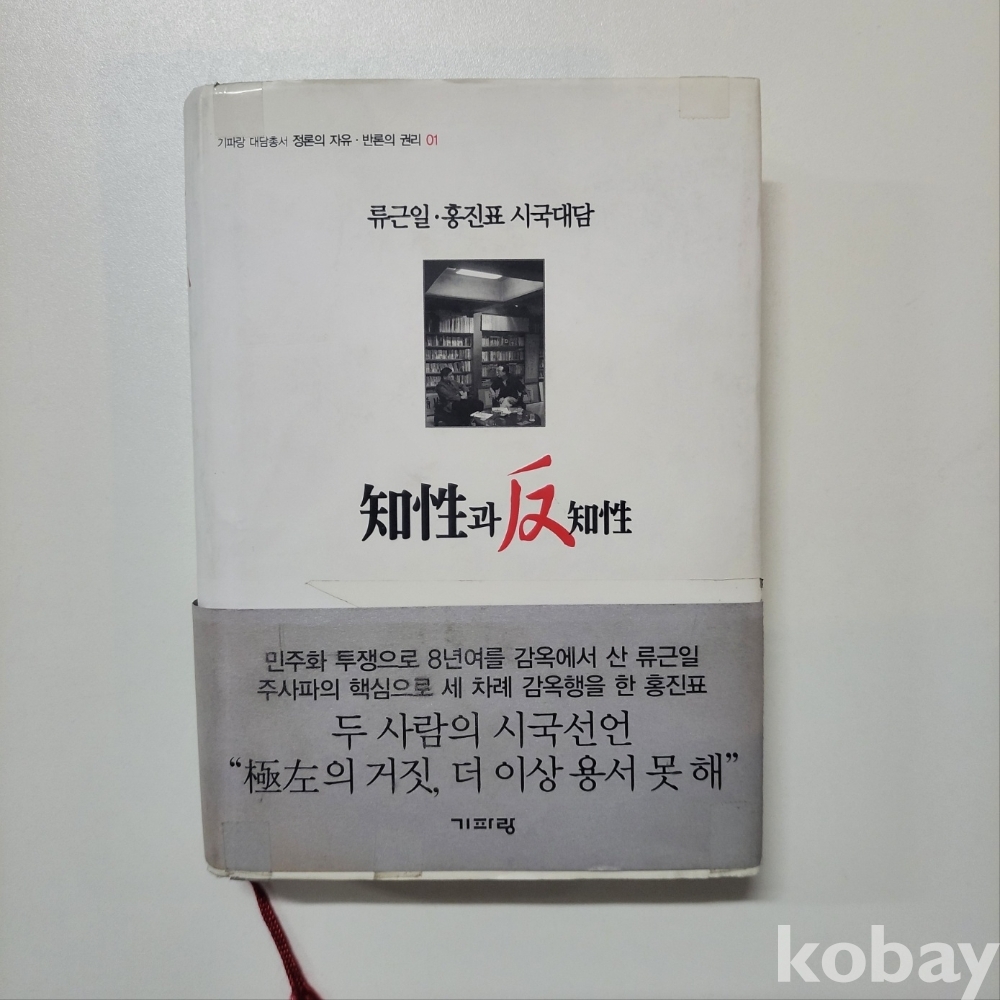 기파랑 대담총서 정론의 자유 · 반론의 권리 01
류근일 · 홍진표 시국대담
知性과 反知性
민주화 투쟁으로 8년여를 감옥에서 산 류근일
주사파의 핵심으로 세 차례 감옥행을 한 홍진표
두 사람의 시국선언
“極左의 거짓, 더 이상 용서 못 해”
기파랑
kobay